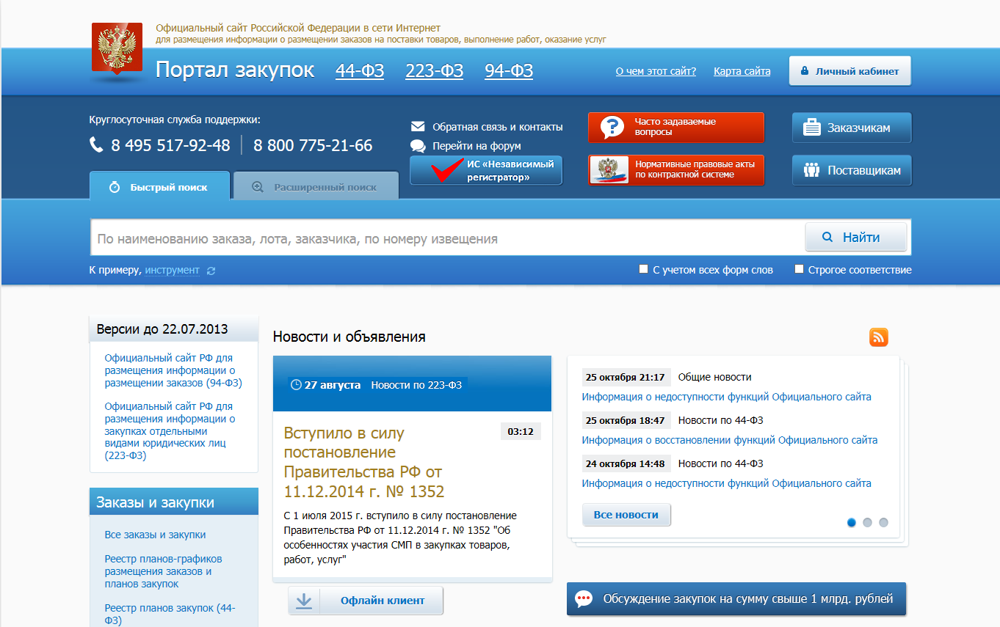 Официальный сайт Российской Федерации в сети Интернет
для размещения информации о размещении заказов на поставки товаров, выполнение работ, оказание услуг
Портал закупок 44-ФЗ 223-ФЗ 94-ФЗ
О чем этот сайт? Карта сайта Личный кабинет
Круглосуточная служба поддержки:
8 495 517-92-48 8 800 775-21-66
Обратная связь и контакты
Перейти на форум
ИС «Независимый
регистратор»
Часто задаваемые
вопросы
Нормативные правовые акты
по контрактной системе
Заказчикам
Поставщикам
Быстрый поиск Расширенный поиск
По наименованию заказа, лота, заказчика, по номеру извещения Найти
К примеру, инструмент С учетом всех форм слов Строгое соответствие
Версии до 22.07.2013
Официальный сайт РФ для
размещения информации о
размещении заказов (94-ФЗ)
Официальный сайт РФ для
размещения информации о
закупках отдельными
видами юридических лиц
(223-ФЗ)
Заказы и закупки
Все заказы и закупки
Реестр планов-графиков
размещения заказов и
планов закупок
Реестр планов закупок (44-
ФЗ)
Новости и объявления
27 августа Новости по 223-ФЗ
03:12
Вступило в силу
постановление
Правительства РФ от
11.12.2014 г. № 1352
С 1 июля 2015 г. вступило в силу постановление
Правительства РФ от 11.12.2014 г. № 1352 "Об
особенностях участия СМП в закупках товаров,
работ, услуг"
Офлайн клиент
25 октября 21:17 Общие новости
Информация о недоступности функций Официального сайта
25 октября 18:47 Новости по 44-ФЗ
Информация о восстановлении функций Официального сайта
24 октября 14:48 Новости по 44-ФЗ
Информация о недоступности функций Официального сайта
Все новости
Обсуждение закупок на сумму свыше 1 млрд. рублей